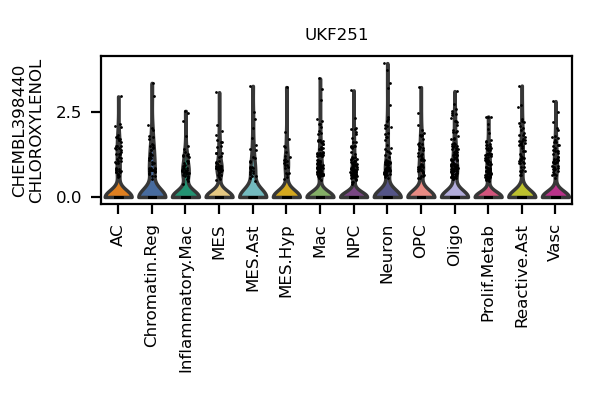 UKF251
CHEMBL398440
CHLOROXYLENOL
2.5
0.0
AC
Chromatin.Reg
Inflammatory.Mac
MES
MES.Ast
MES.Hyp
Mac
NPC
Neuron
OPC
Oligo
Prolif.Metab
Reactive.Ast
Vasc